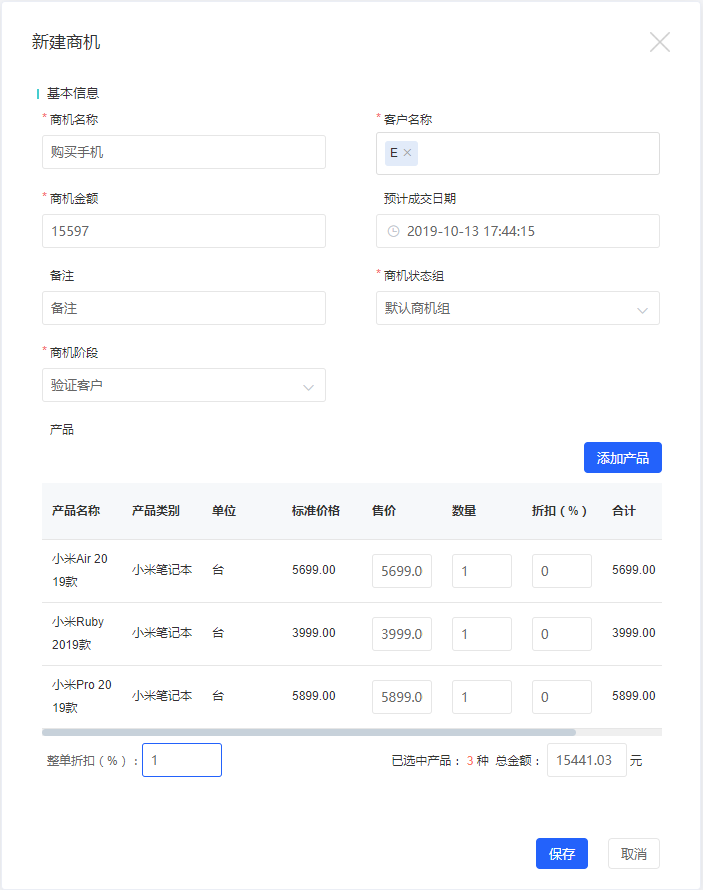 新建商机
基本信息
* 商机名称
* 客户名称
购买手机
E ×
* 商机金额
预计成交日期
15597
2019-10-13 17:44:15
备注
* 商机状态组
备注
默认商机组
* 商机阶段
验证客户
产品
添加产品
产品名称 产品类别 单位 标准价格 售价 数量 折扣（%） 合计
小米Air 20
19款
小米笔记本 台 5699.00 5699.0 1 0 5699.00
小米Ruby
2019款
小米笔记本 台 3999.00 3999.0 1 0 3999.00
小米Pro 20
19款
小米笔记本 台 5899.00 5899.0 1 0 5899.00
整单折扣（%）: 1 已选中产品：3 种 总金额： 15441.03 元
保存 取消